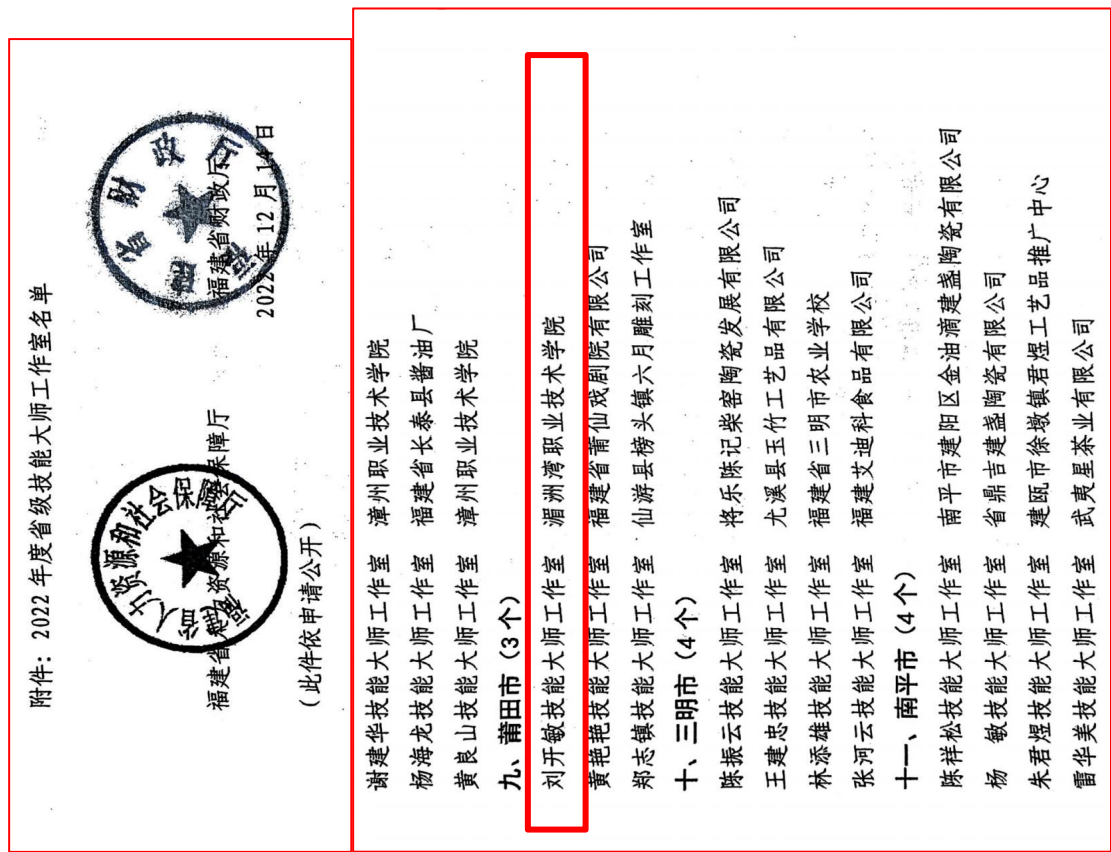 附件：2022年度省级技能大师工作室名单
福建省人力资源和社会保障厅
福建省财政厅
2022年12月14日
（此件依申请公开）
谢建华技能大师工作室 漳州职业技术学院
杨海龙技能大师工作室 福建省长泰县酱油厂
黄良山技能大师工作室 漳州职业技术学院
九、莆田市（3个）
刘开敏技能大师工作室 湄洲湾职业技术学院
黄艳艳技能大师工作室 福建省莆仙戏剧院有限公司
郑志镇技能大师工作室 仙游县榜头镇六月雕刻工作室
十、三明市（4个）
陈振云技能大师工作室 将乐陈记柴窑陶瓷发展有限公司
王建忠技能大师工作室 尤溪县玉竹工艺品有限公司
林添雄技能大师工作室 福建省三明市农业学校
张河云技能大师工作室 福建艾迪科食品有限公司
十一、南平市（4个）
陈祥松技能大师工作室 南平市建阳区金油滴建盏陶瓷有限公司
杨 敏技能大师工作室 省鼎吉建盏陶瓷有限公司
朱君煜技能大师工作室 建瓯市徐墩镇君煜工艺品推广中心
雷华美技能大师工作室 武夷星茶业有限公司